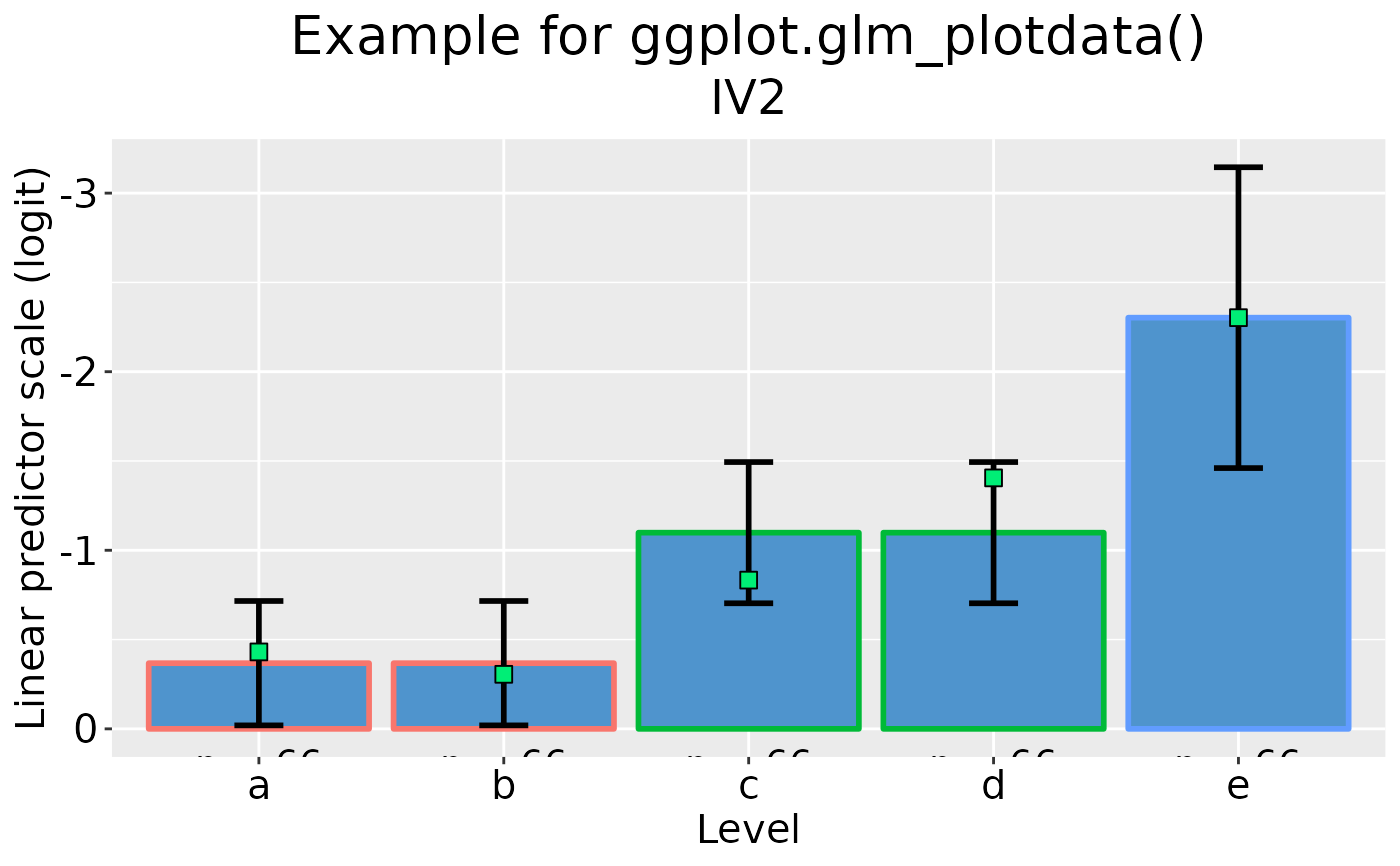 Example for ggplot.glm_plotdata()
IV2
Linear predictor scale (logit)
-3
-2
-1
0
a b c d e
Level